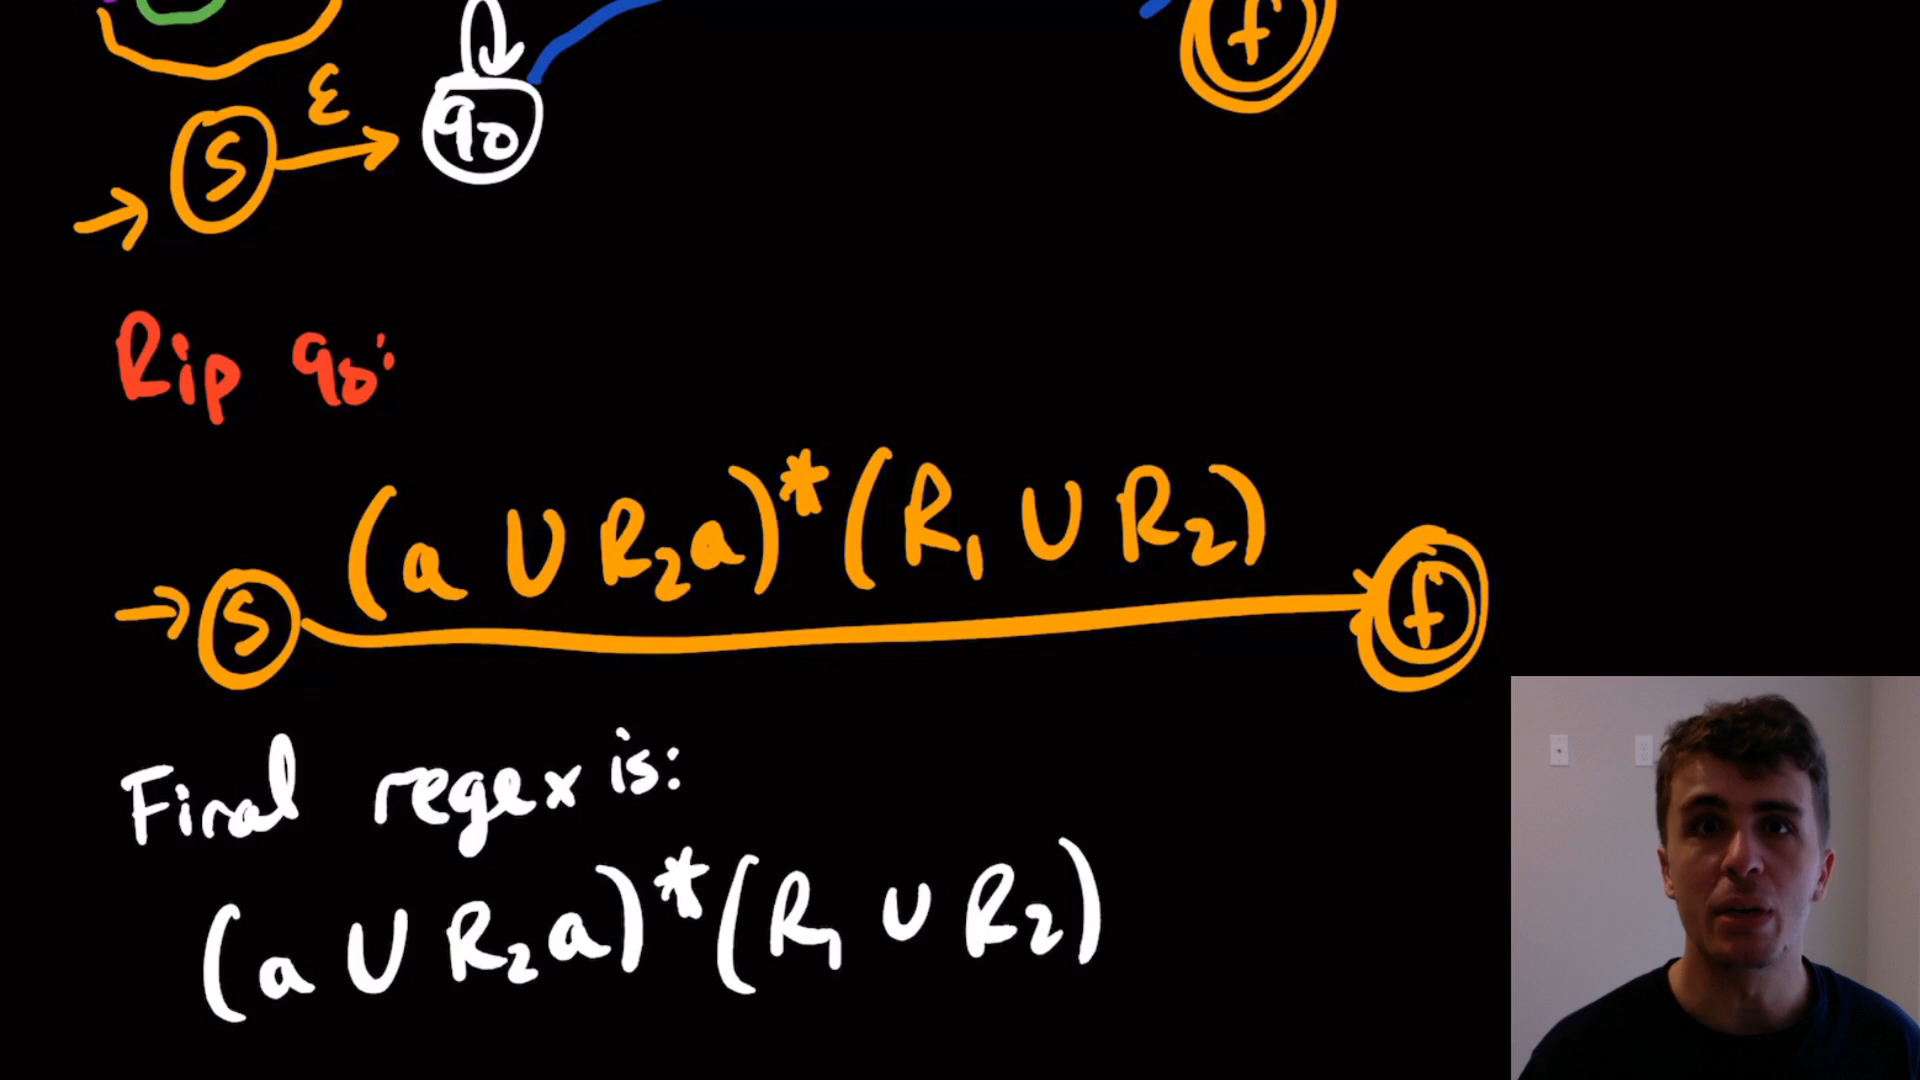 f
ε
S
q₀
Rip q₀:
(a ∪ R₂a)*(R₁ ∪ R₂)
S
f
Final regex is:
(a ∪ R₂a)*(R₁ ∪ R₂)